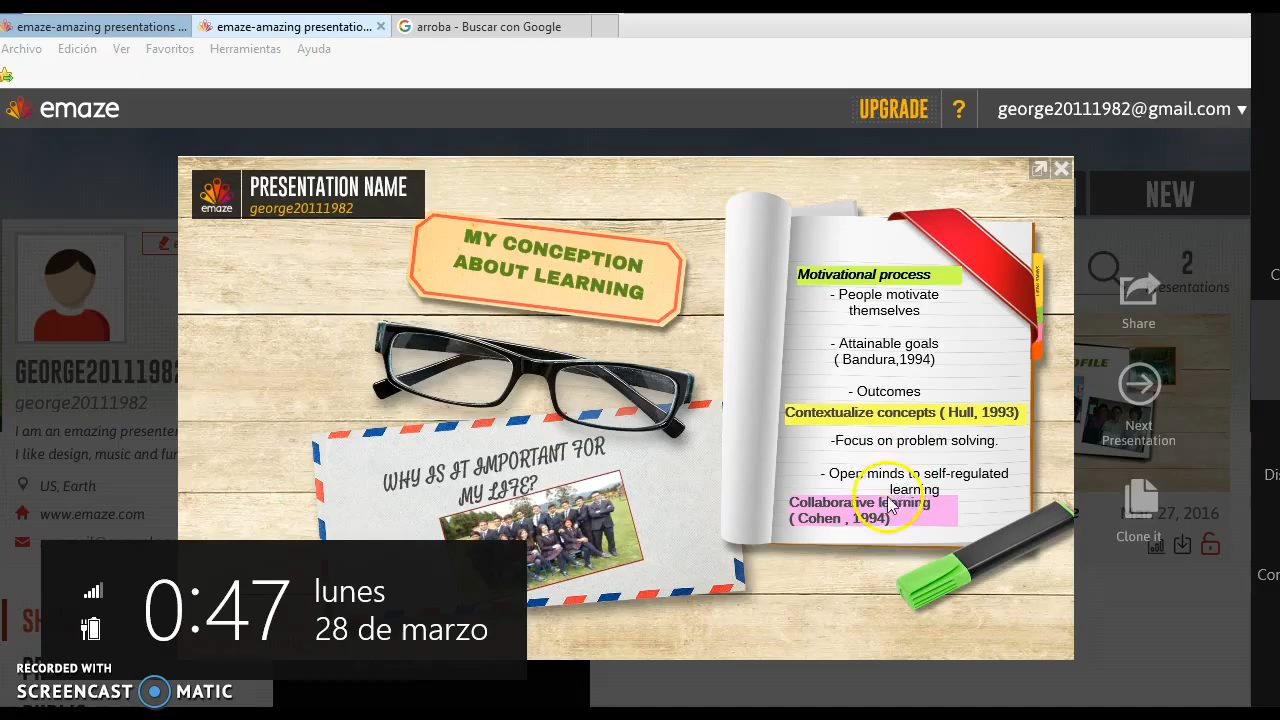 emaze-amazing presentations ...
emaze-amazing presentatio...
arroba - Buscar con Google
Archivo Edición Ver Favoritos Herramientas Ayuda
emaze
UPGRADE ? george20111982@gmail.com
emaze
PRESENTATION NAME
george20111982
NEW
MY CONCEPTION
ABOUT LEARNING
Motivational process
- People motivate
themselves
- Attainable goals
( Bandura,1994)
- Outcomes
Contextualize concepts ( Hull, 1993)
-Focus on problem solving.
- Open minds to self-regulated
learning
Collaborative learning
( Cohen , 1994)
WHY IS IT IMPORTANT FOR
MY LIFE?
2
Share
Next
Presentation
Clone it
GEORGE20111982
george20111982
I am an emazing presenter
I like design, music and fun
US, Earth
www.emaze.com
0:47
lunes
28 de marzo
RECORDED WITH
SCREENCAST MATIC